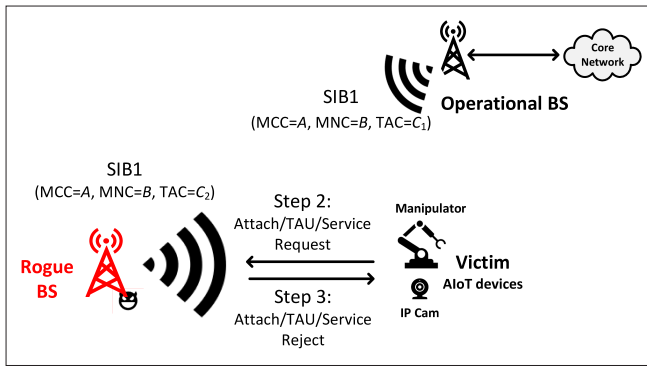 Core
Network
SIB1
Operational BS
(MCC=A, MNC=B, TAC=C₁)
SIB1
(MCC=A, MNC=B, TAC=C₂)
Step 2:
Attach/TAU/Service
Request
Manipulator
Rogue
BS
Victim
AIoT devices
Step 3:
Attach/TAU/Service
Reject
IP Cam